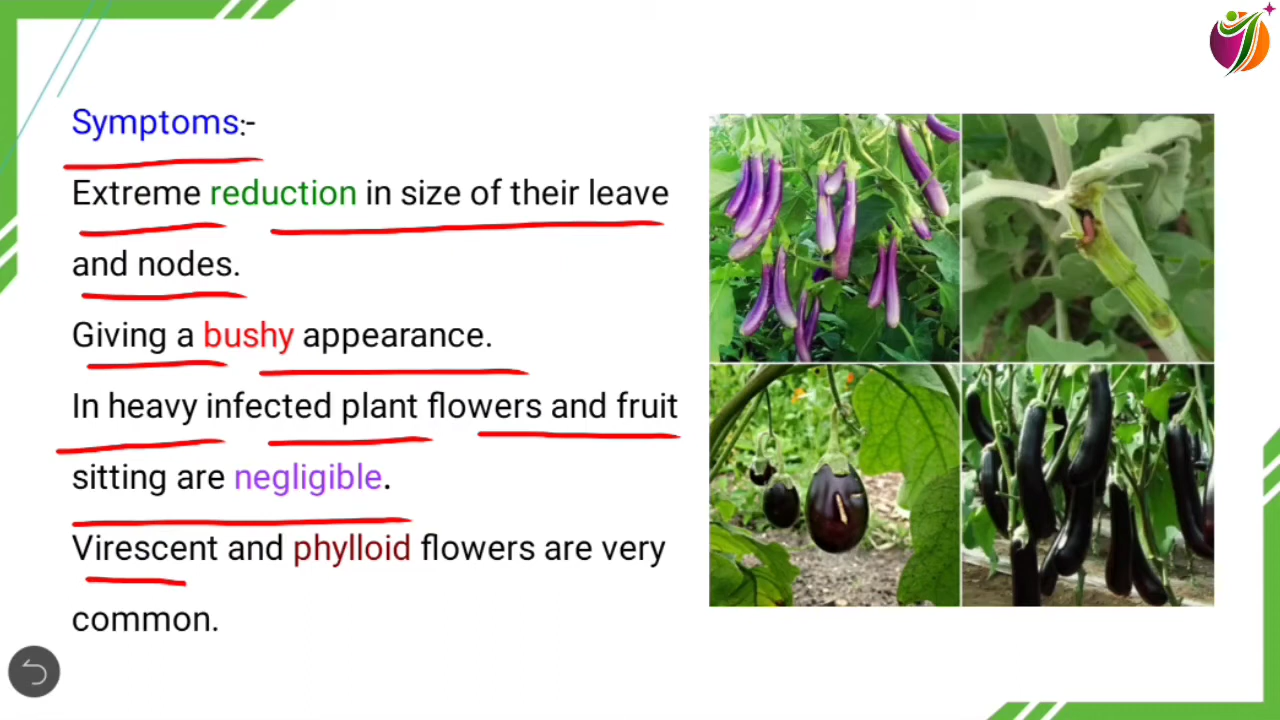 Symptoms:-
Extreme reduction in size of their leave
and nodes.
Giving a bushy appearance.
In heavy infected plant flowers and fruit
sitting are negligible.
Virescent and phylloid flowers are very
common.